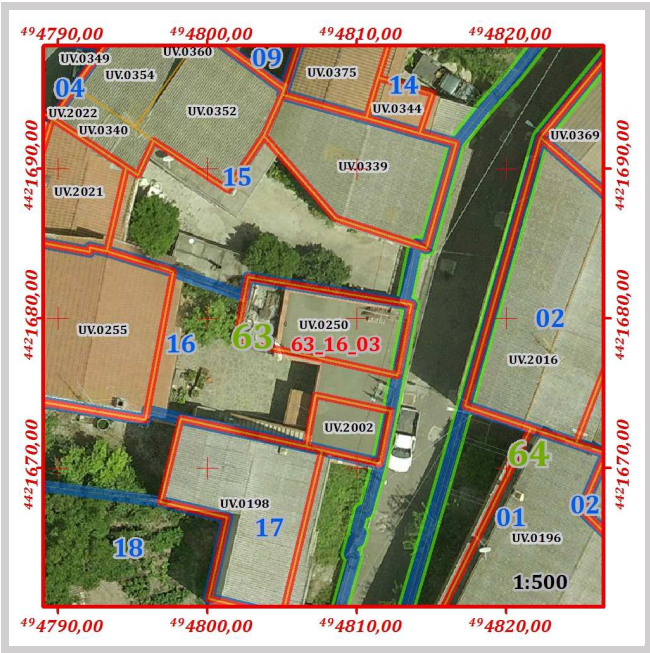 ⁴⁹4790,00 ⁴⁹4800,00 ⁴⁹4810,00 ⁴⁹4820,00
UV.0349
UV.0360
09
UV.0354
UV.0375
04
14
UV.2022
UV.0352
UV.0344
UV.0340
UV.0369
⁴⁴²1690,00
⁴⁴²1690,00
UV.0339
15
UV.2021
⁴⁴²1680,00
⁴⁴²1680,00
UV.0255
UV.0250
02
63
63_16_03
16
UV.2016
UV.2002
64
⁴⁴²1670,00
⁴⁴²1670,00
UV.0198
02
17
01
18
UV.0196
1:500
⁴⁹4790,00 ⁴⁹4800,00 ⁴⁹4810,00 ⁴⁹4820,00